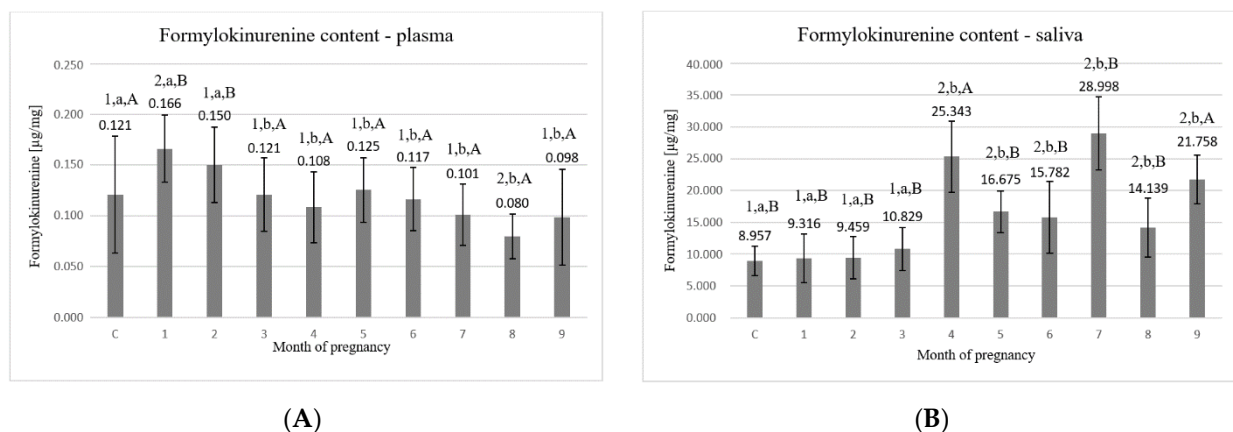 Formylokinurenine content - plasma
Formylokinurenine [µg/mg]
0.250
0.200
0.150
0.100
0.050
0.000
1,a,A
0.121
2,a,B
0.166
1,a,B
0.150
1,b,A
0.121
1,b,A
0.108
1,b,A
0.125
1,b,A
0.117
1,b,A
0.101
2,b,A
0.080
1,b,A
0.098
C 1 2 3 4 5 6 7 8 9
Month of pregnancy
(A)
Formylokinurenine content - saliva
Formylokinurenine [µg/mg]
40.000
35.000
30.000
25.000
20.000
15.000
10.000
5.000
0.000
1,a,B
8.957
1,a,B
9.316
1,a,B
9.459
1,a,B
10.829
2,b,A
25.343
2,b,B
16.675
2,b,B
15.782
2,b,B
28.998
2,b,B
14.139
2,b,A
21.758
C 1 2 3 4 5 6 7 8 9
Month of pregnancy
(B)